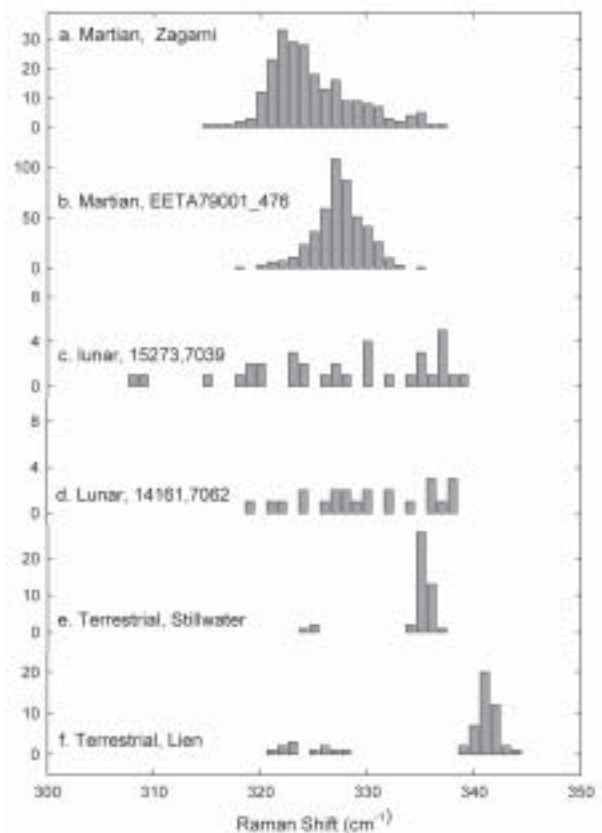 a. Martian, Zagami
30
20
10
0
b. Martian, EETA79001_476
100
50
0
c. lunar, 15273,7039
8
4
0
d. Lunar, 14161,7062
8
4
0
e. Terrestrial, Stillwater
20
10
0
f. Terrestrial, Lien
20
10
0
300 310 320 330 340 350
Raman Shift (cm⁻¹)